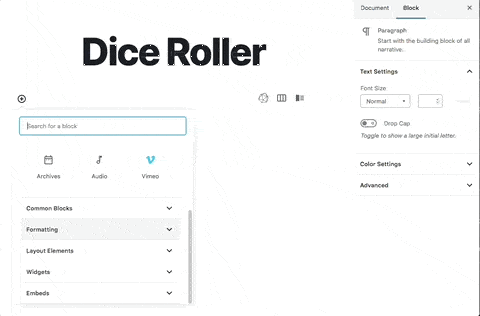 Dice Roller
Search for a block
Archives
Audio
Vimeo
Common Blocks
Formatting
Layout Elements
Widgets
Embeds
Document
Block
Paragraph
Start with the building block of all
narrative.
Text Settings
Font Size
Normal
Drop Cap
Toggle to show a large initial letter.
Color Settings
Advanced